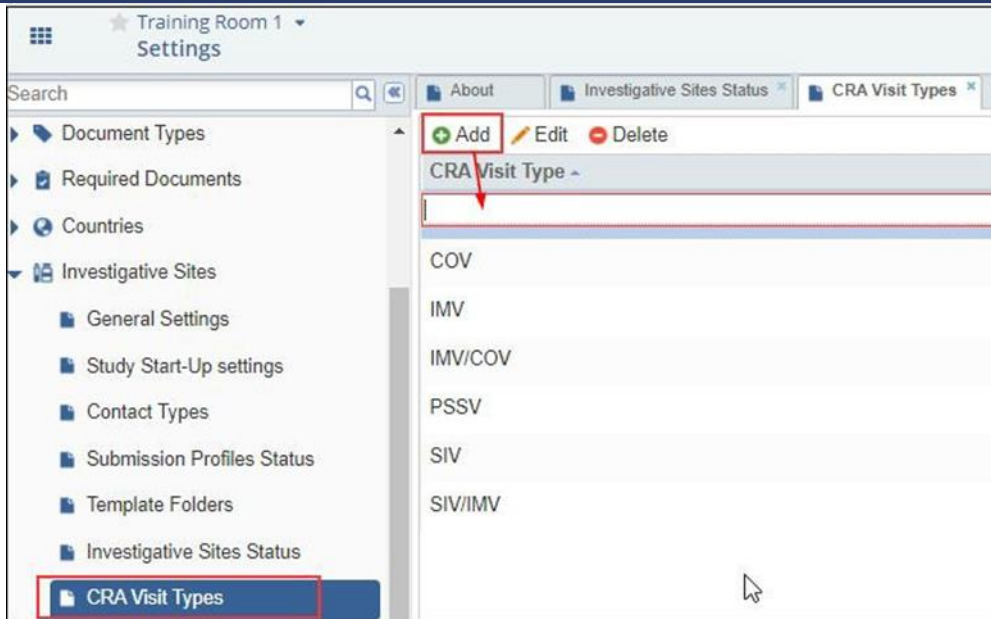 Training Room 1
Settings
Search
Document Types
Required Documents
Countries
Investigative Sites
General Settings
Study Start-Up settings
Contact Types
Submission Profiles Status
Template Folders
Investigative Sites Status
CRA Visit Types
About
Investigative Sites Status
CRA Visit Types
Add
Edit
Delete
CRA Visit Type
COV
IMV
IMV/COV
PSSV
SIV
SIV/IMV